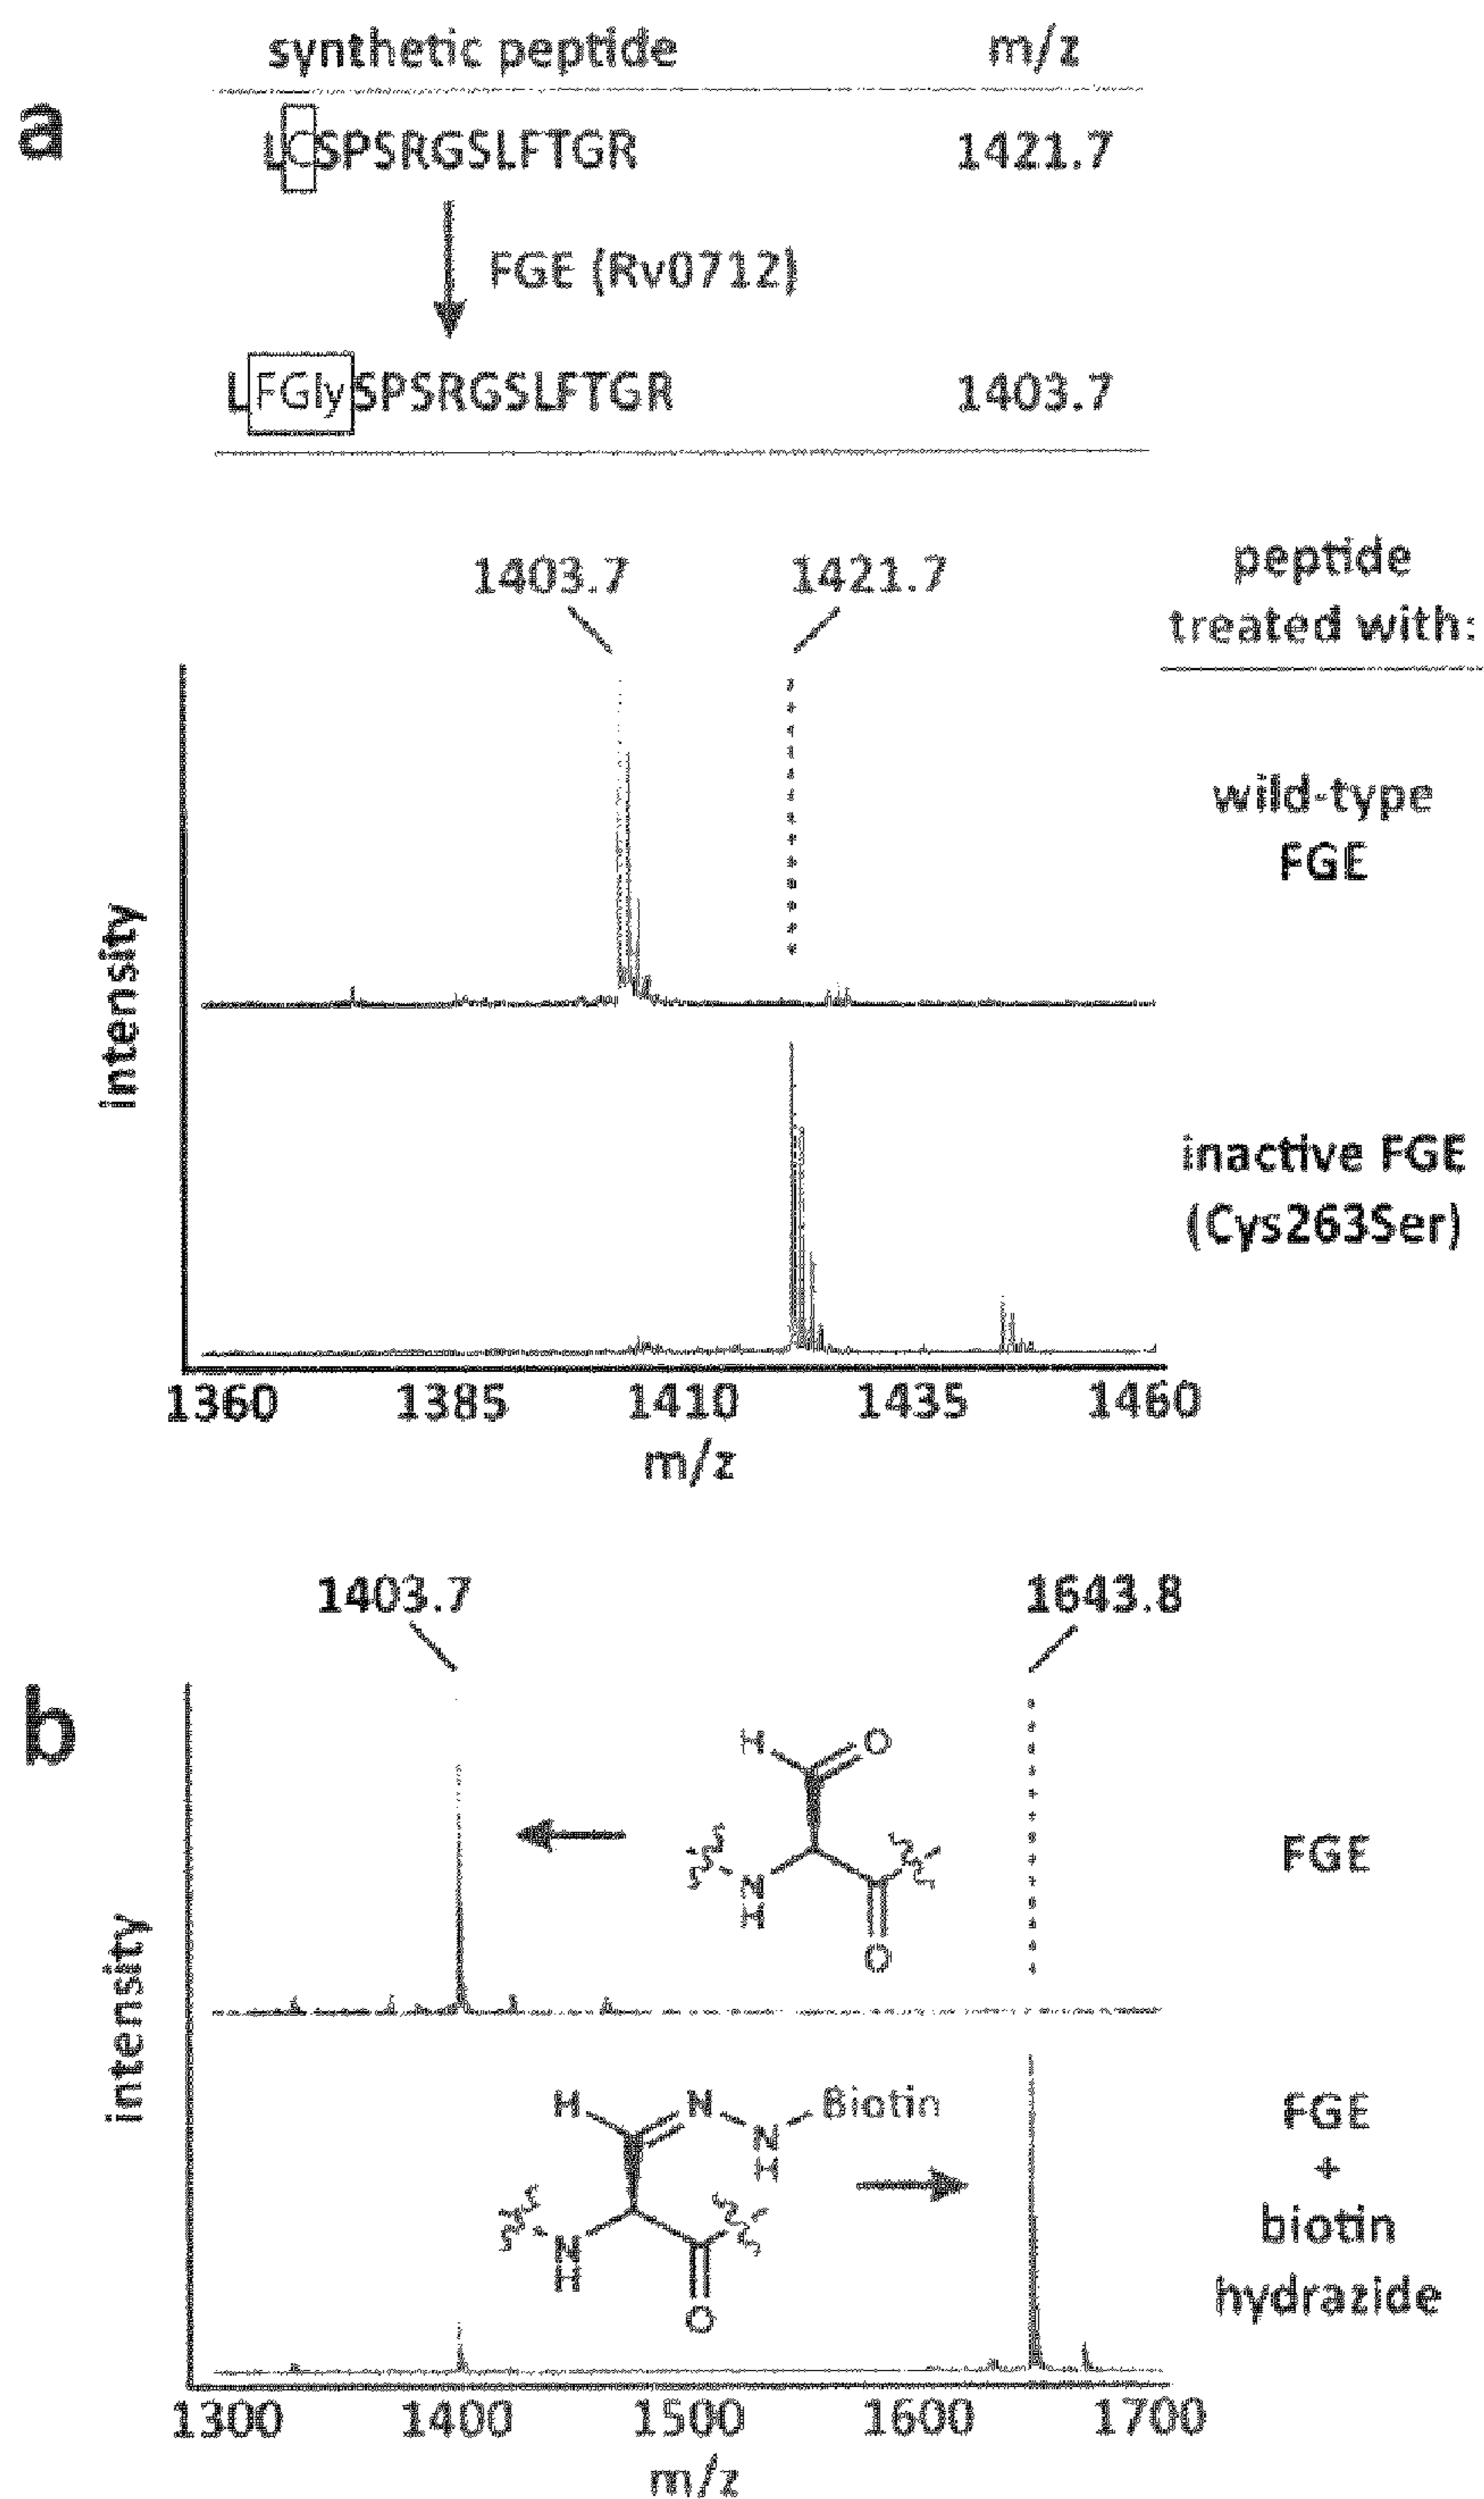 synthetic peptide m/z
a
LCSPSRGSLFTGR 1421.7
FGE (Rv0712)
LFGlySPSRGSLFTGR 1403.7
1403.7 1421.7
peptide
treated with:
wild-type
FGE
intensity
inactive FGE
(Cys263Ser)
1360 1385 1410 1435 1460
m/z
b
1403.7 1643.8
H O
N
H
O
FGE
intensity
H N Biotin
N
H
N
H
O
FGE
+
biotin
hydrazide
1300 1400 1500 1600 1700
m/z